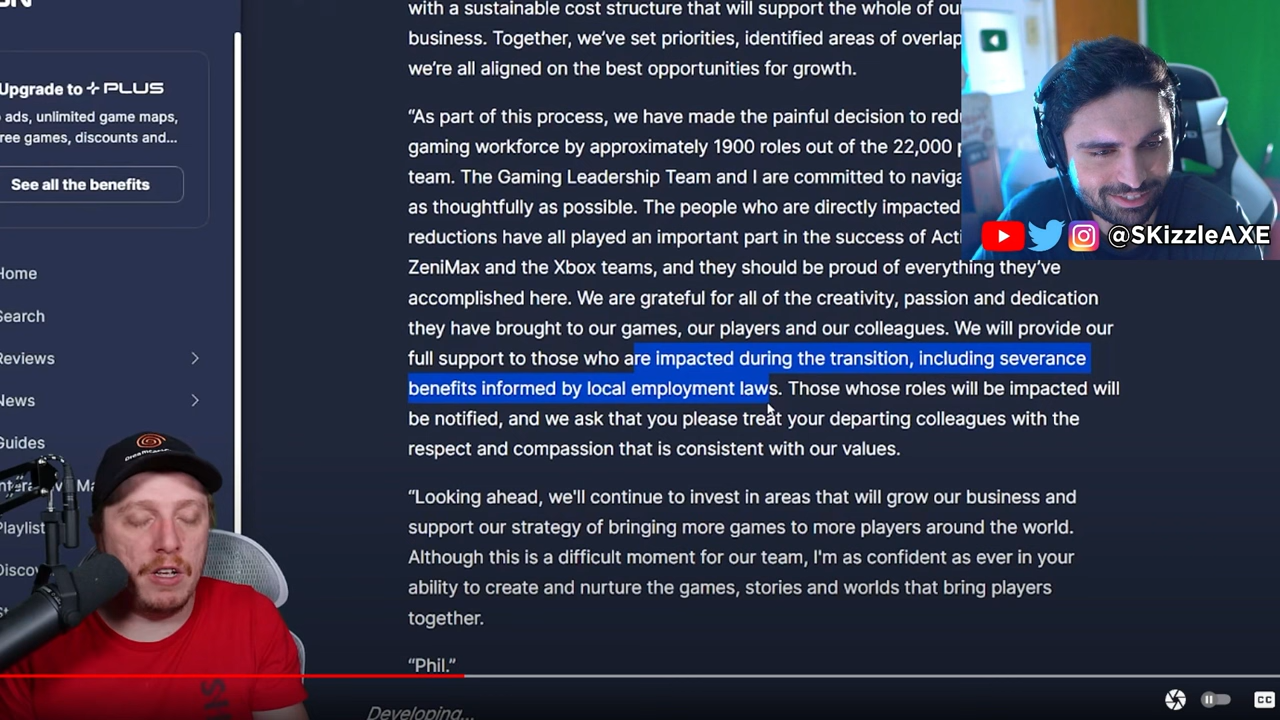 with a sustainable cost structure that will support the whole of our
business. Together, we've set priorities, identified areas of overlap
we're all aligned on the best opportunities for growth.
Upgrade to PLUS
ads, unlimited game maps,
free games, discounts and...
See all the benefits
“As part of this process, we have made the painful decision to
gaming workforce by approximately 1900 roles out of the 22,000
team. The Gaming Leadership Team and I are committed to
as thoughtfully as possible. The people who are directly impacted
reductions have all played an important part in the success of
ZeniMax and the Xbox teams, and they should be proud of everything they've
accomplished here. We are grateful for all of the creativity, passion and dedication
they have brought to our games, our players and our colleagues. We will provide our
full support to those who are impacted during the transition, including severance
benefits informed by local employment laws. Those whose roles will be impacted will
be notified, and we ask that you please treat your departing colleagues with the
respect and compassion that is consistent with our values.
“Looking ahead, we'll continue to invest in areas that will grow our business and
support our strategy of bringing more games to more players around the world.
Although this is a difficult moment for our team, I'm as confident as ever in your
ability to create and nurture the games, stories and worlds that bring players
together.
“Phil.”
Developing...
Home
Search
Reviews
News
Guides
Playlist
@SKizzleAXE
CC